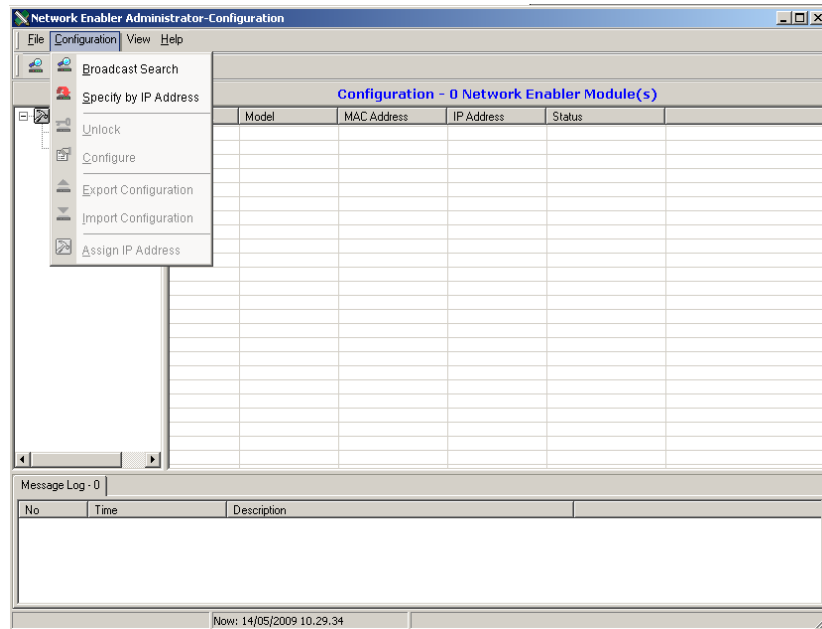 Network Enabler Administrator-Configuration
File Configuration View Help
Broadcast Search
Specify by IP Address
Unlock
Configure
Export Configuration
Import Configuration
Assign IP Address
Configuration - 0 Network Enabler Module(s)
Model MAC Address IP Address Status
Message Log - 0
No Time Description
Now: 14/05/2009 10.29.34